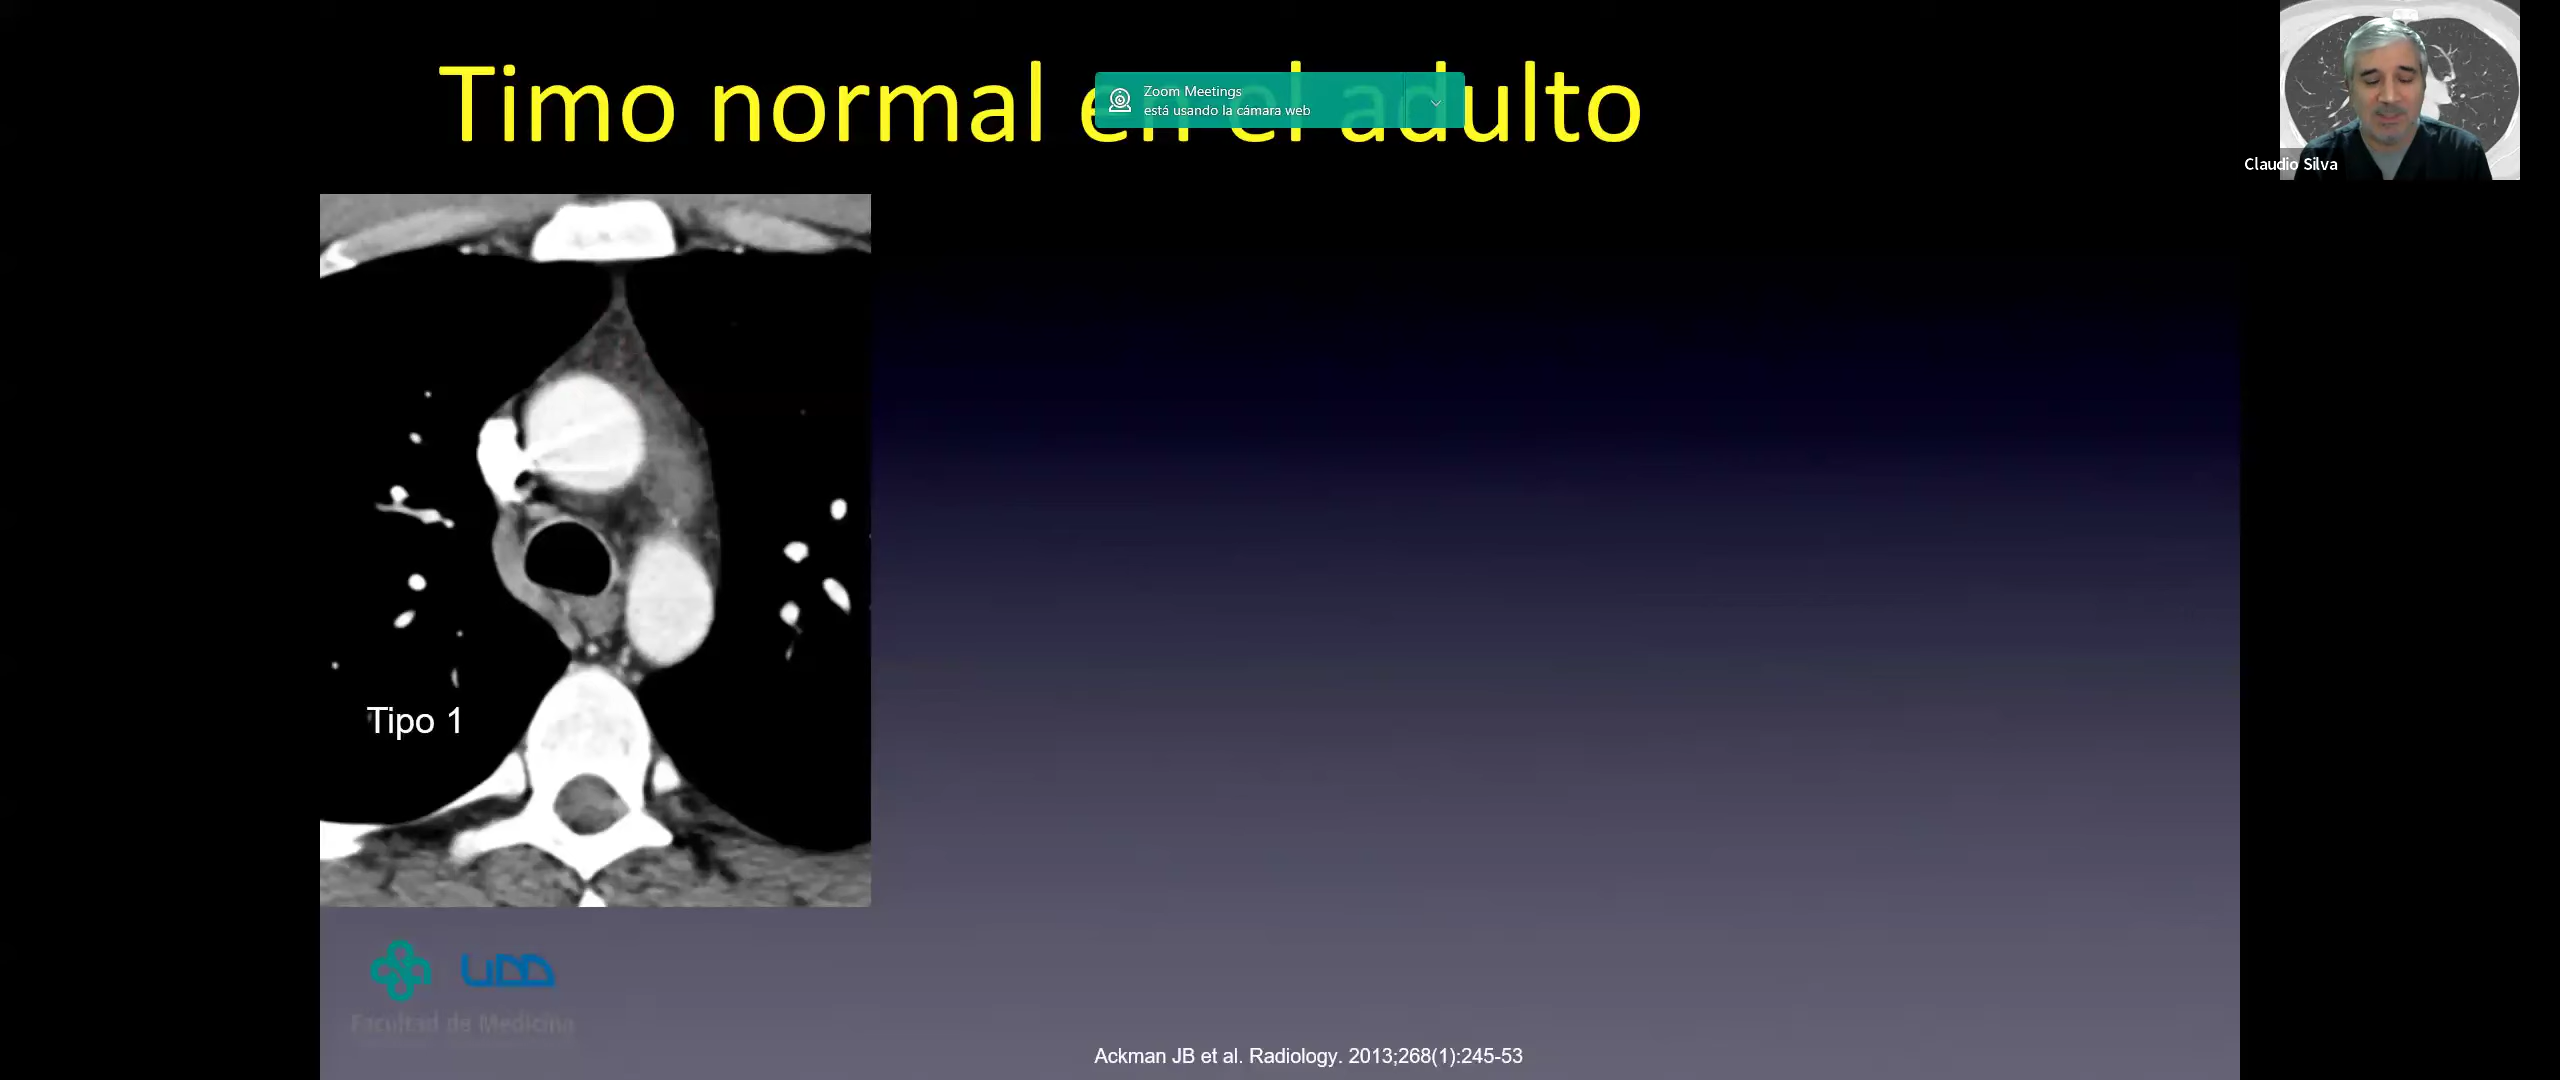 Timo normal en el adulto
Zoom Meetings
está usando la cámara web
Claudio Silva
Tipo 1
UDD
Facultad de Medicina
Ackman JB et al. Radiology. 2013;268(1):245-53